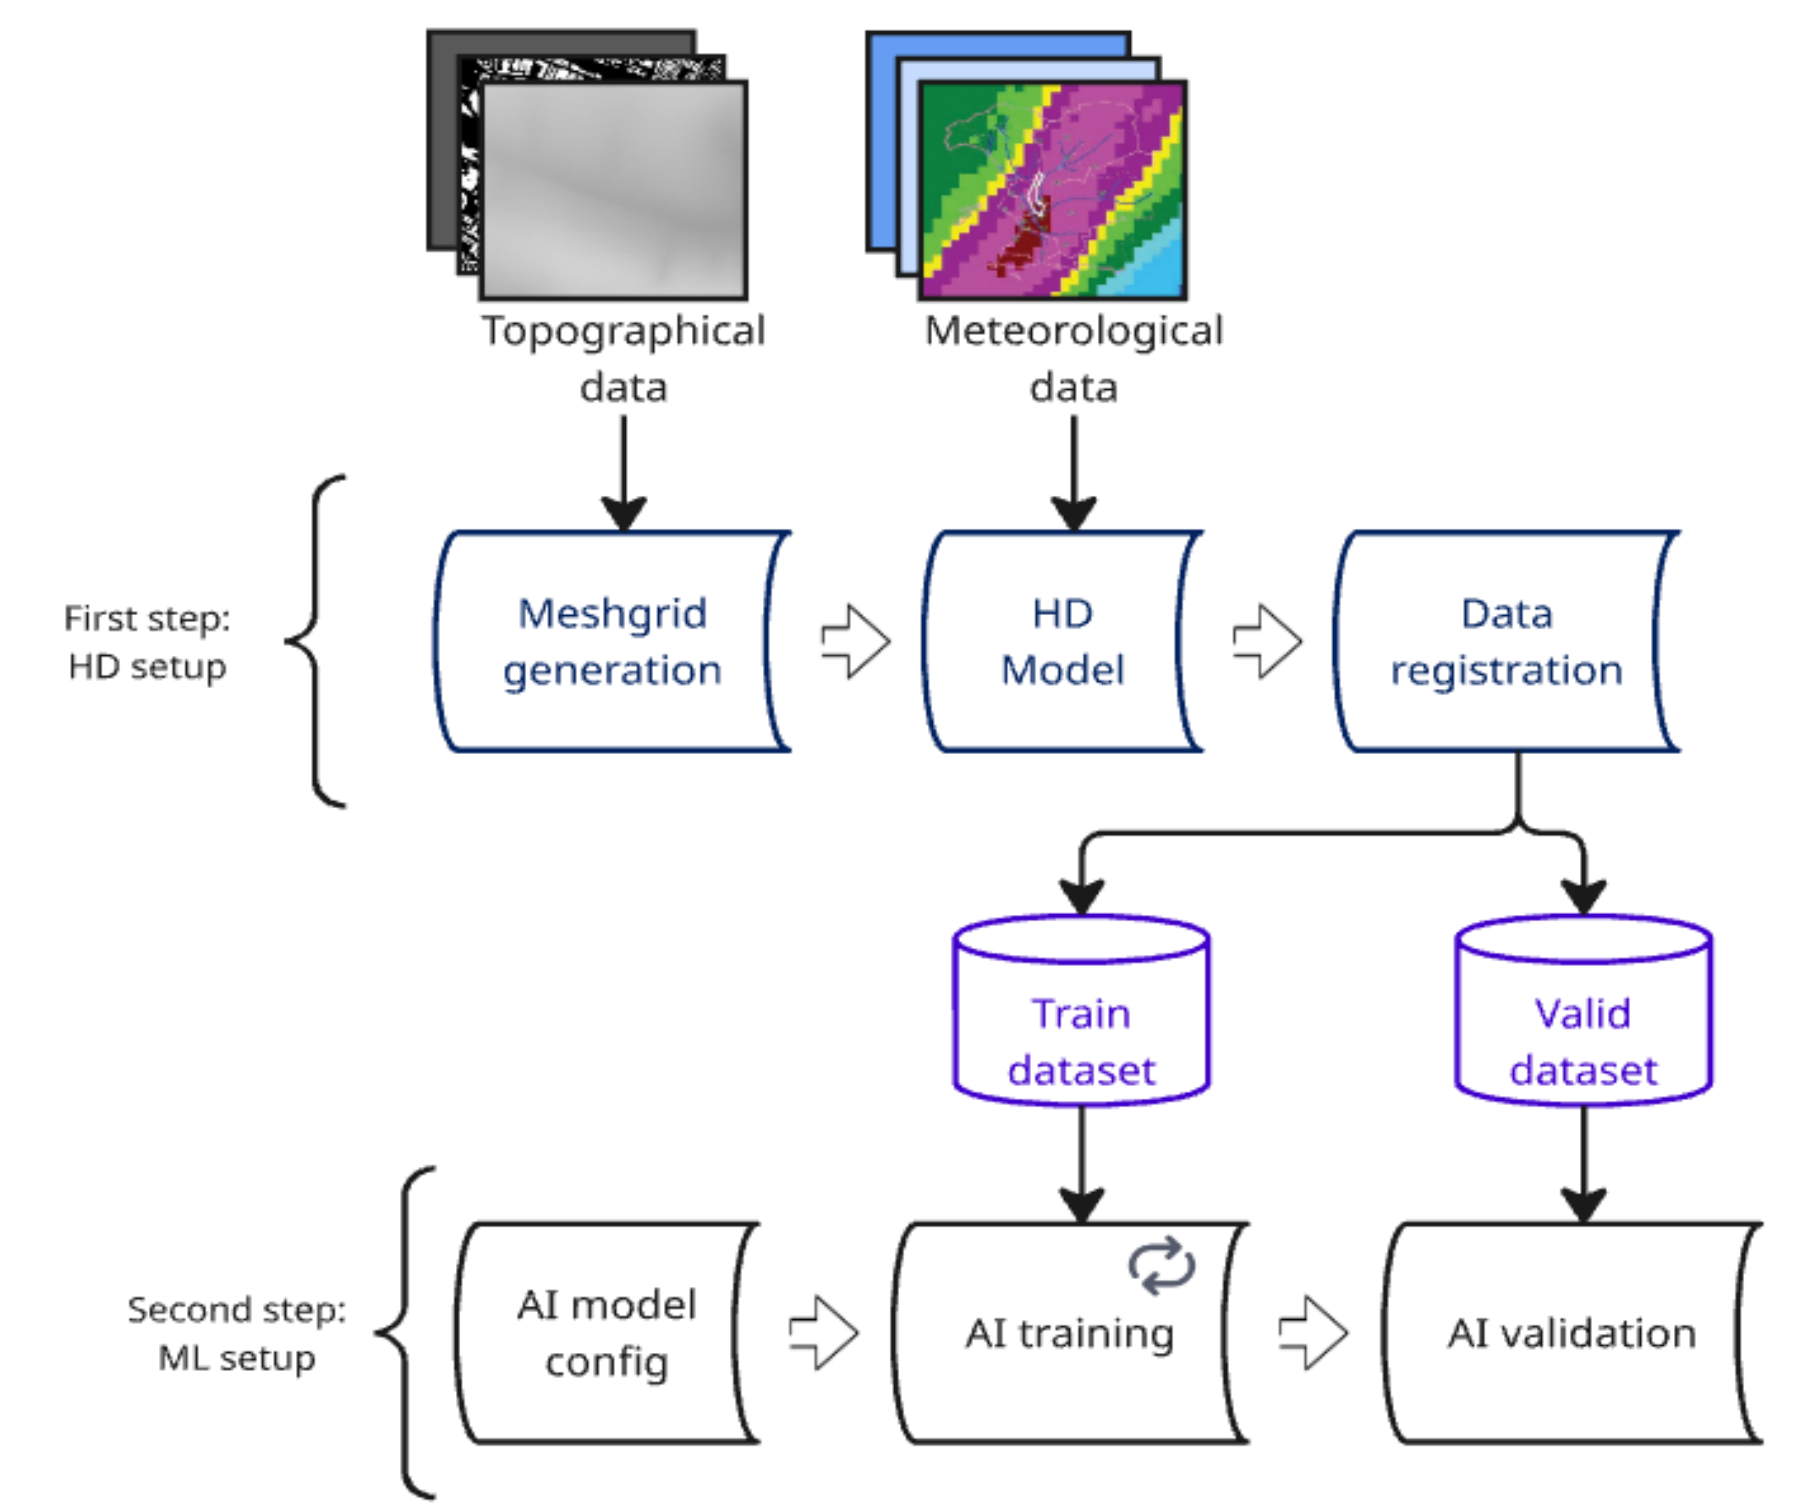 Topographical
data
Meteorological
data
First step:
HD setup
Meshgrid
generation
HD
Model
Data
registration
Train
dataset
Valid
dataset
Second step:
ML setup
AI model
config
AI training
AI validation